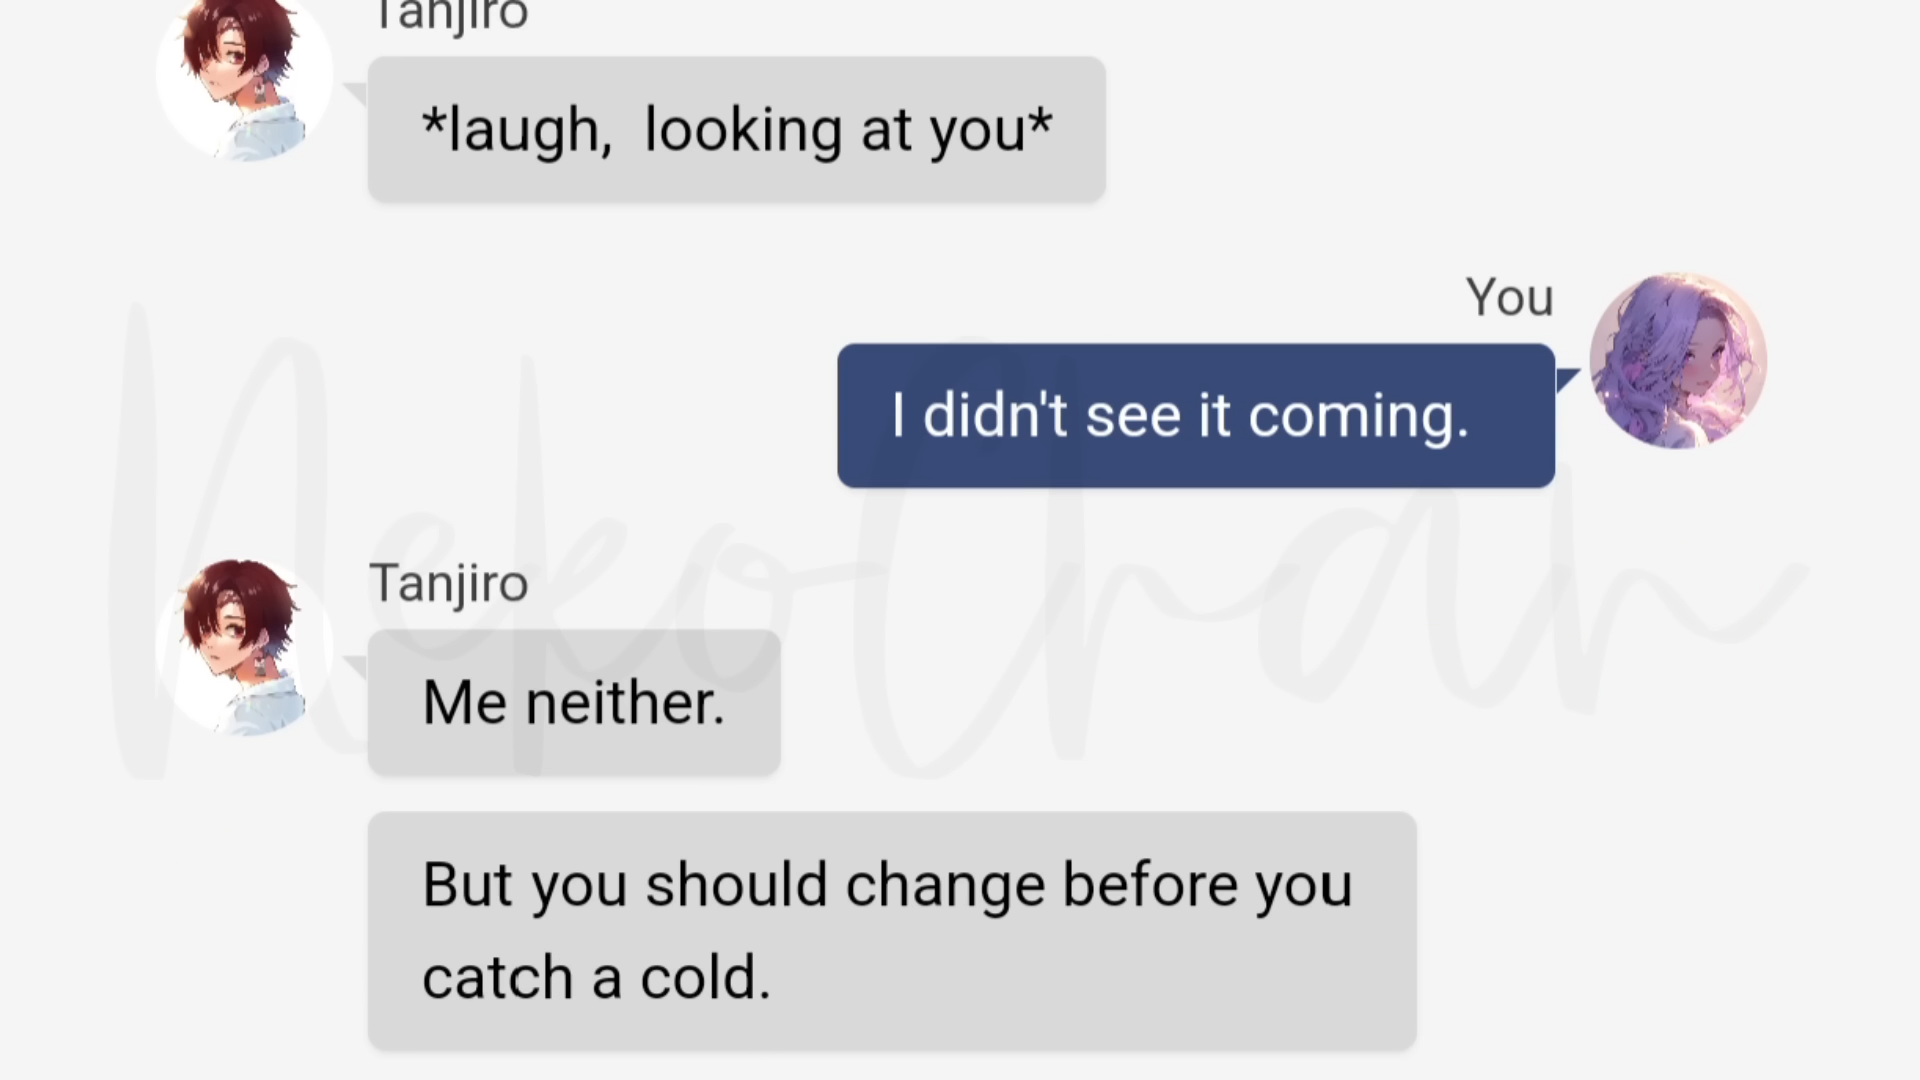 Tanjiro
*laugh,  looking at you*
You
I didn't see it coming.
NekoChan
Tanjiro
Me neither.
But you should change before you
catch a cold.